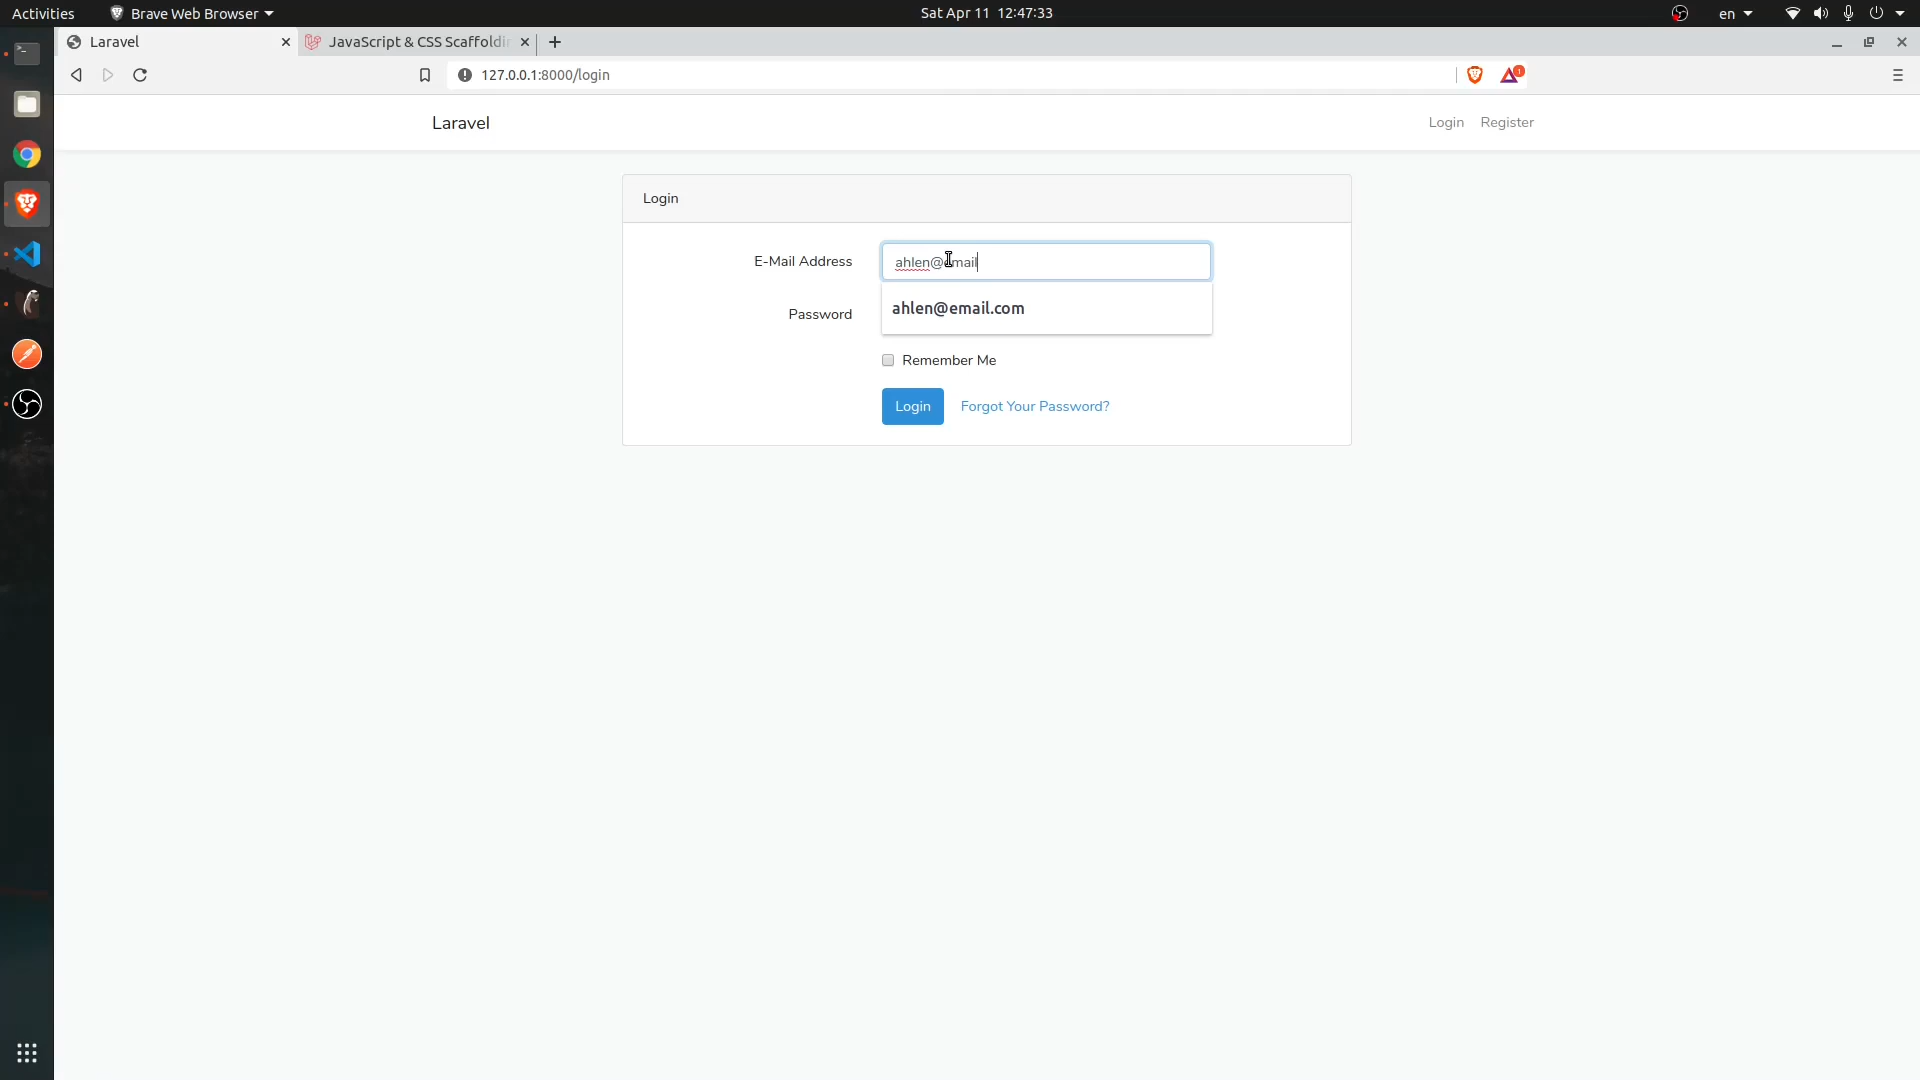 Activities
Brave Web Browser
Sat Apr 11 12:47:33
en
Laravel
JavaScript & CSS Scaffoldi
127.0.0.1:8000/login
1
Laravel
Login
Register
Login
E-Mail Address
ahlen@email
ahlen@email.com
Password
Remember Me
Login
Forgot Your Password?